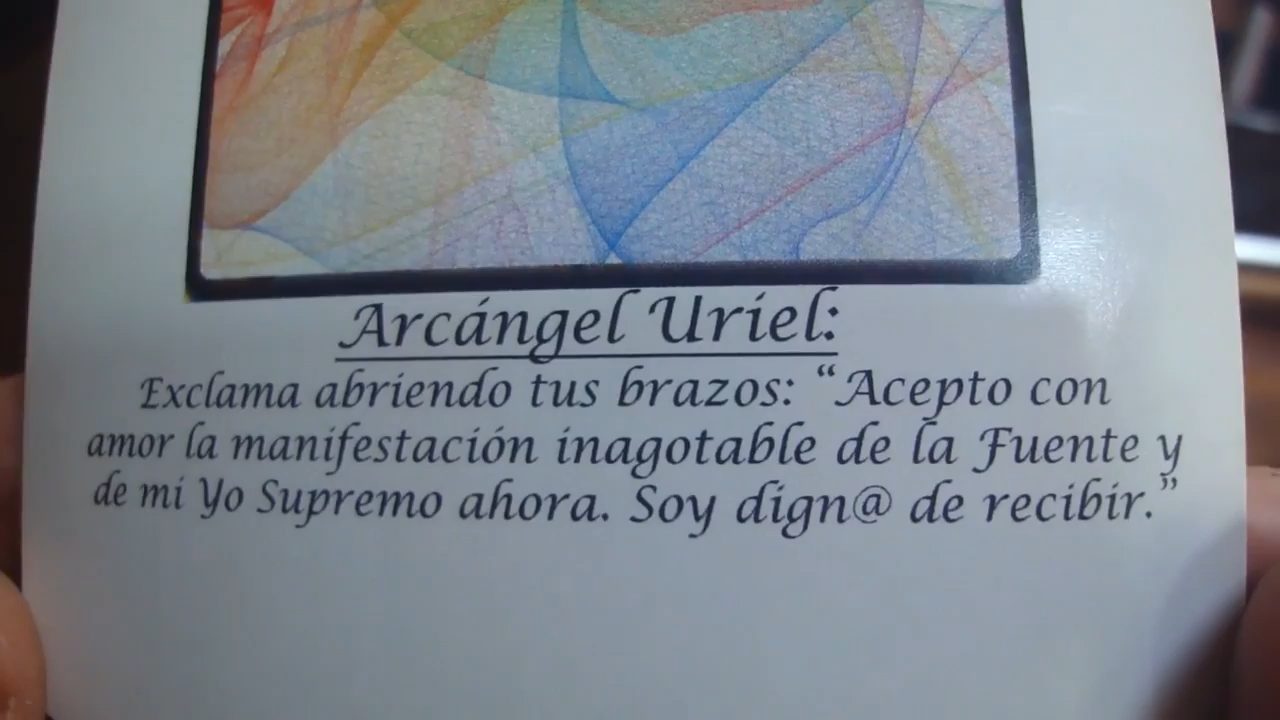 Arcángel Uriel:
Exclama abriendo tus brazos: “Acepto con
amor la manifestación inagotable de la Fuente y
de mi Yo Supremo ahora. Soy dign@ de recibir.”